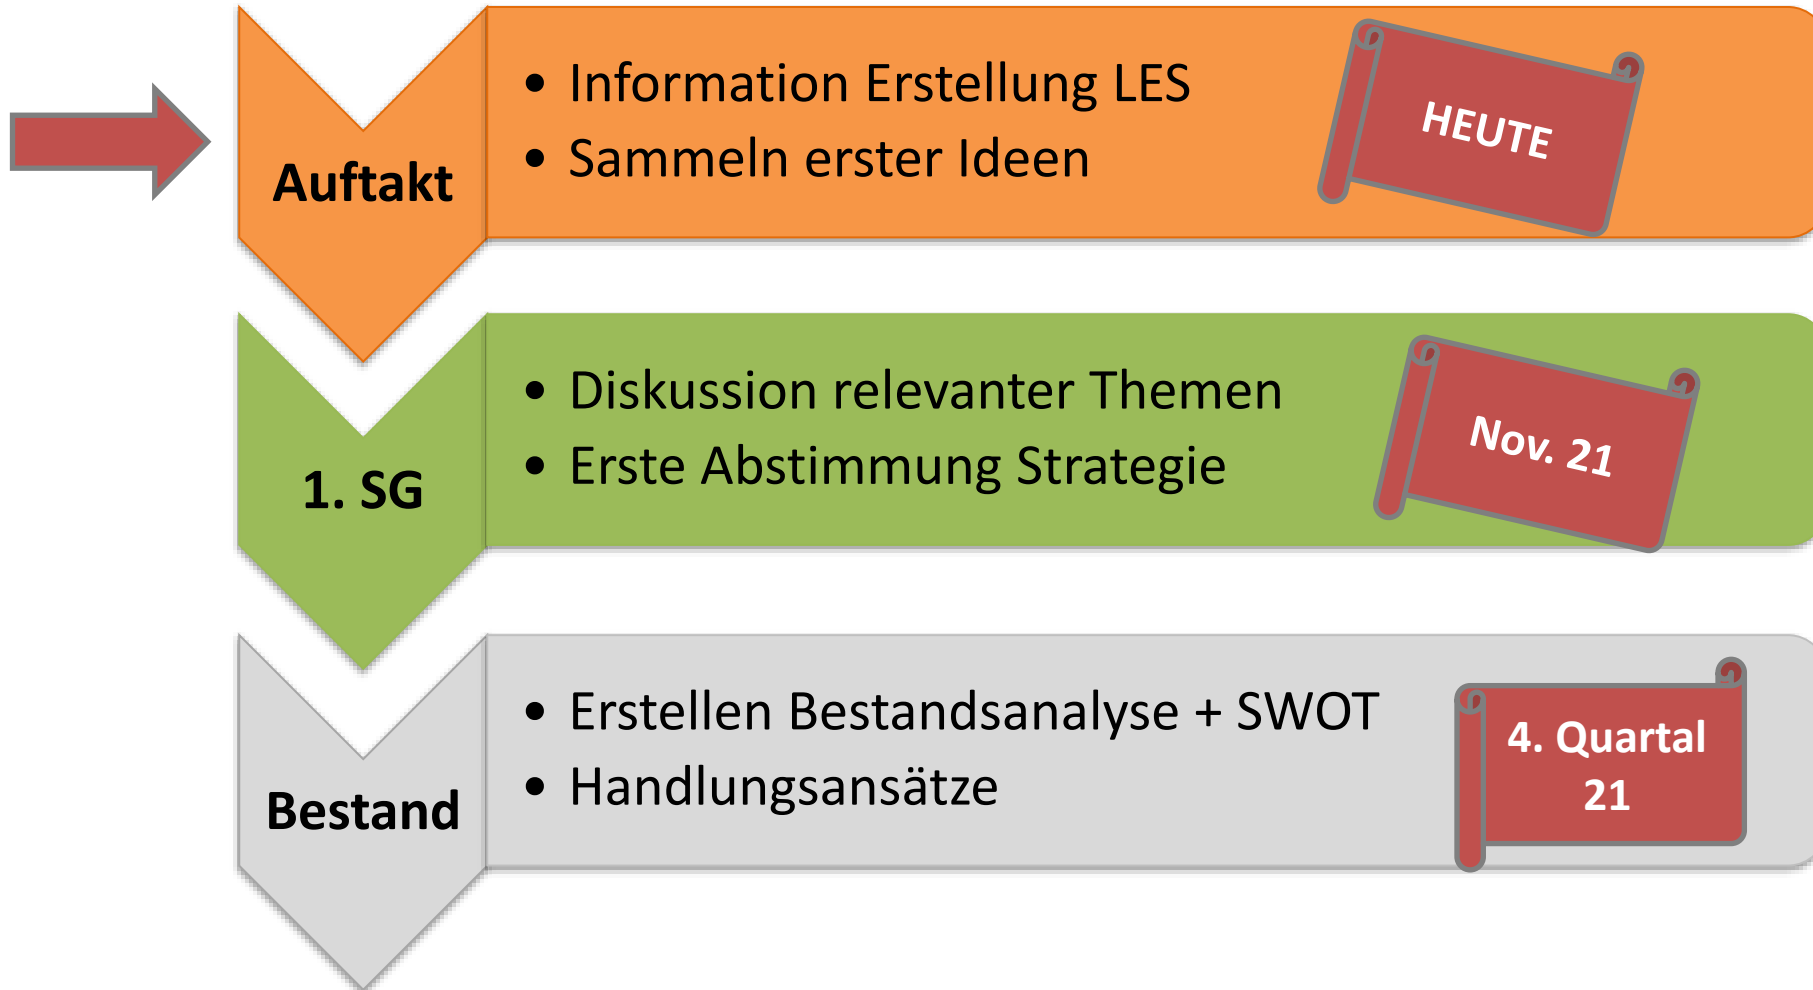 Auftakt
• Information Erstellung LES
• Sammeln erster Ideen
HEUTE
1. SG
• Diskussion relevanter Themen
• Erste Abstimmung Strategie
Nov. 21
Bestand
• Erstellen Bestandsanalyse + SWOT
• Handlungsansätze
4. Quartal
21